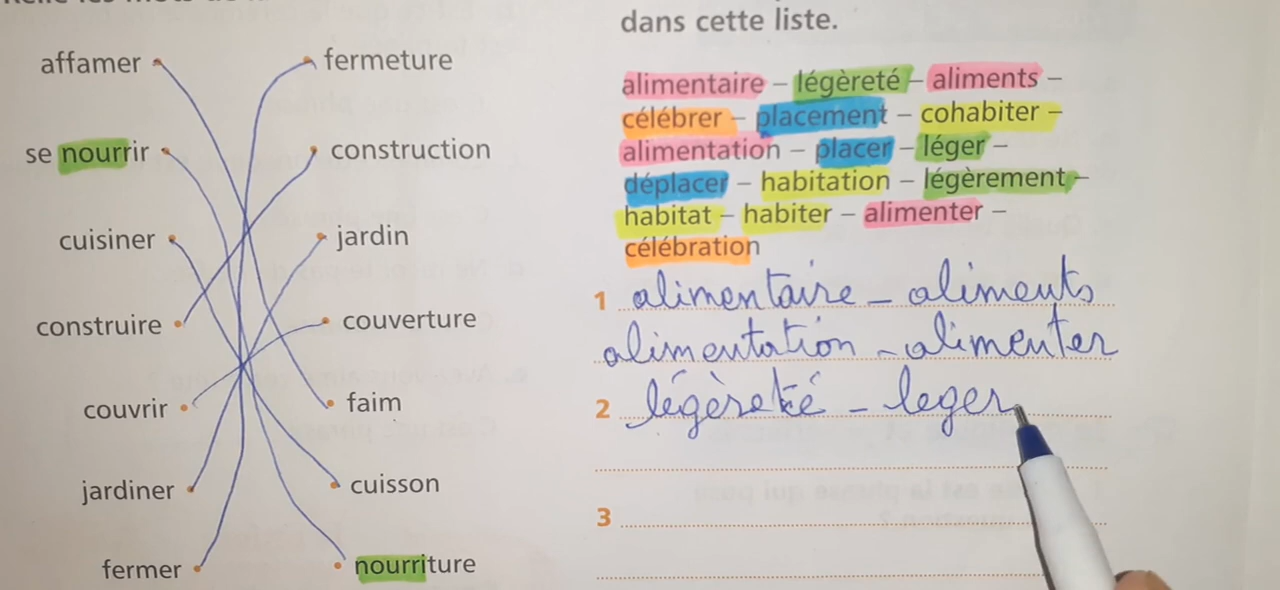 affamer
se nourrir
cuisiner
construire
couvrir
jardiner
fermer
fermeture
construction
jardin
couverture
faim
cuisson
nourriture
dans cette liste.
alimentaire – légèreté – aliments –
célébrer – placement – cohabiter –
alimentation – placer – léger –
déplacer – habitation – légèrement –
habitat – habiter – alimenter –
célébration
1 alimentaire – aliments
alimentation – alimenter
2 légèreté – leger
3